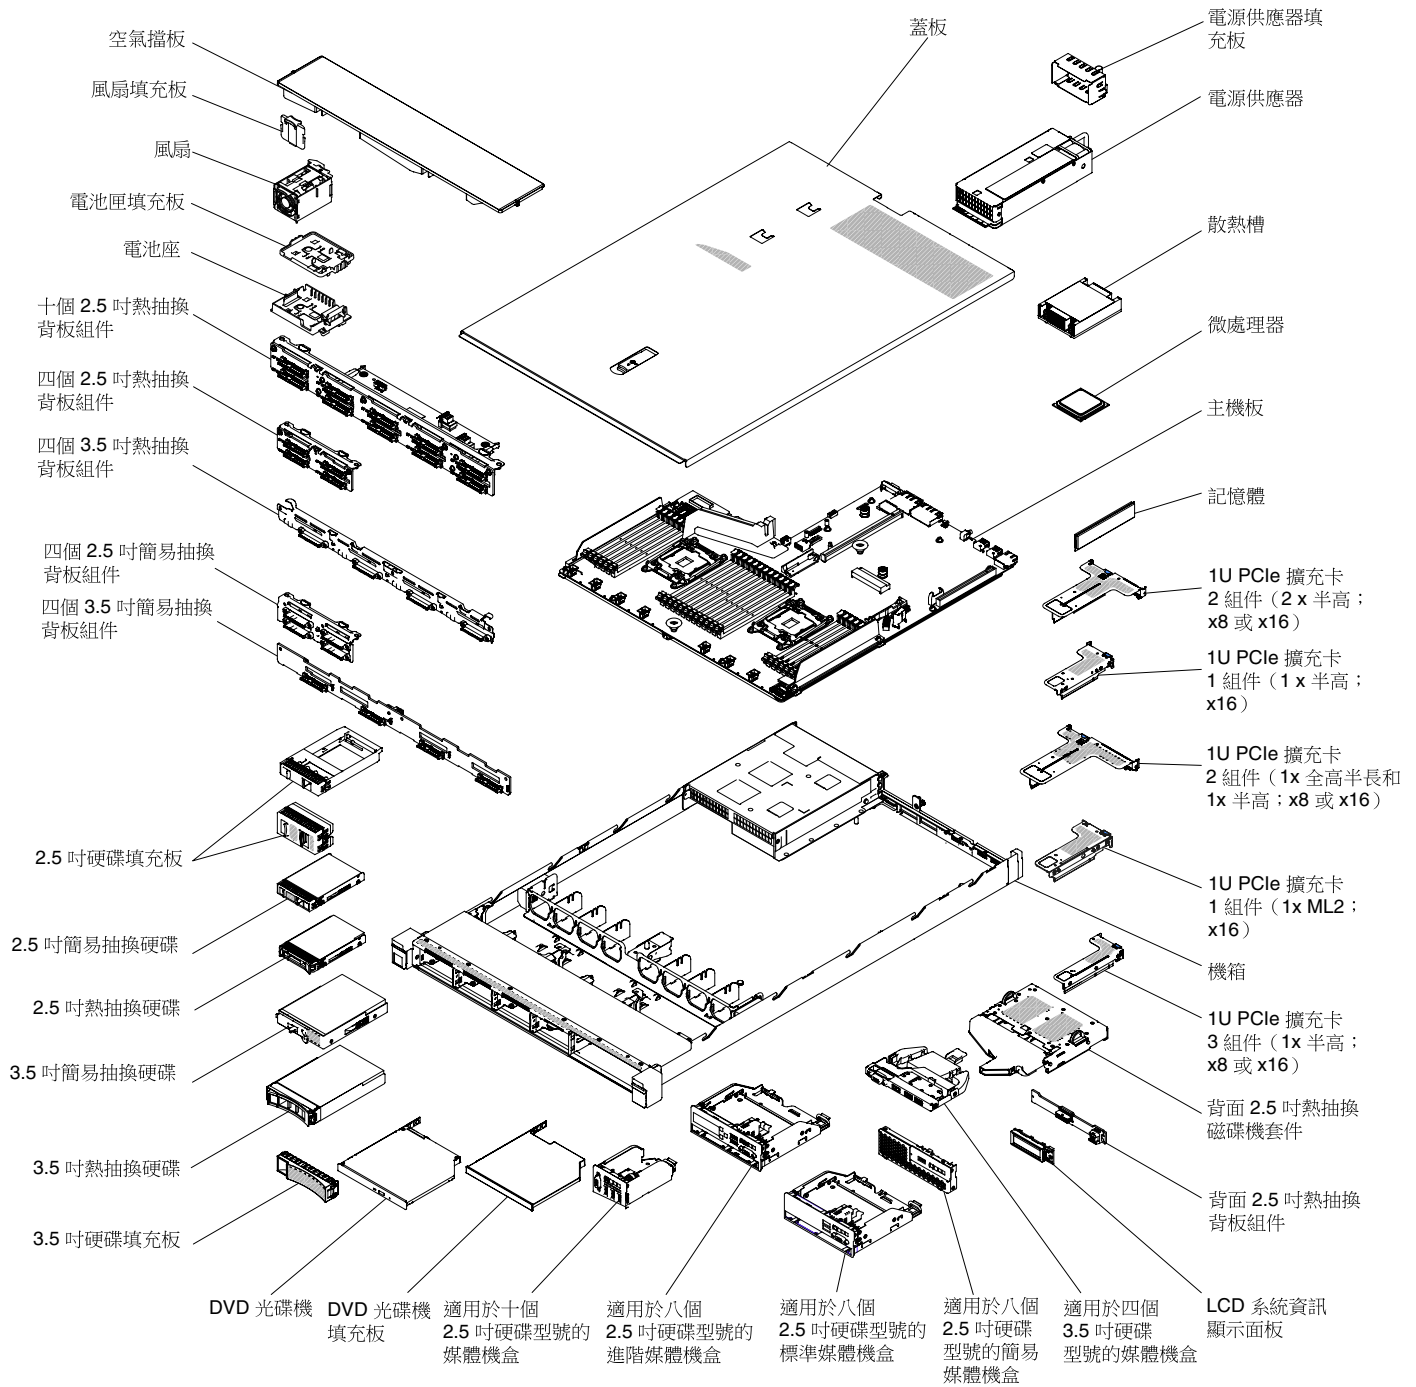 空氣擋板
風扇填充板
風扇
電池匣填充板
電池座
十個 2.5 吋熱抽換
背板組件
四個 2.5 吋熱抽換
背板組件
四個 3.5 吋熱抽換
背板組件
四個 2.5 吋簡易抽換
背板組件
四個 3.5 吋簡易抽換
背板組件
2.5 吋硬碟填充板
2.5 吋簡易抽換硬碟
2.5 吋熱抽換硬碟
3.5 吋簡易抽換硬碟
3.5 吋熱抽換硬碟
3.5 吋硬碟填充板
蓋板
電源供應器填
充板
電源供應器
散熱槽
微處理器
主機板
記憶體
1U PCIe 擴充卡
2 組件（2 x 半高；
x8 或 x16）
1U PCIe 擴充卡
1 組件（1 x 半高；
x16）
1U PCIe 擴充卡
2 組件（1x 全高半長和
1x 半高；x8 或 x16）
1U PCIe 擴充卡
1 組件（1x ML2；
x16）
機箱
1U PCIe 擴充卡
3 組件（1x 半高；
x8 或 x16）
背面 2.5 吋熱抽換
磁碟機套件
背面 2.5 吋熱抽換
背板組件
DVD 光碟機
DVD 光碟機
填充板
適用於十個
2.5 吋硬碟型號的
媒體機盒
適用於八個
2.5 吋硬碟型號的
進階媒體機盒
適用於八個
2.5 吋硬碟型號的
標準媒體機盒
適用於八個
2.5 吋硬碟
型號的簡易
媒體機盒
適用於四個
3.5 吋硬碟
型號的媒體機盒
LCD 系統資訊
顯示面板